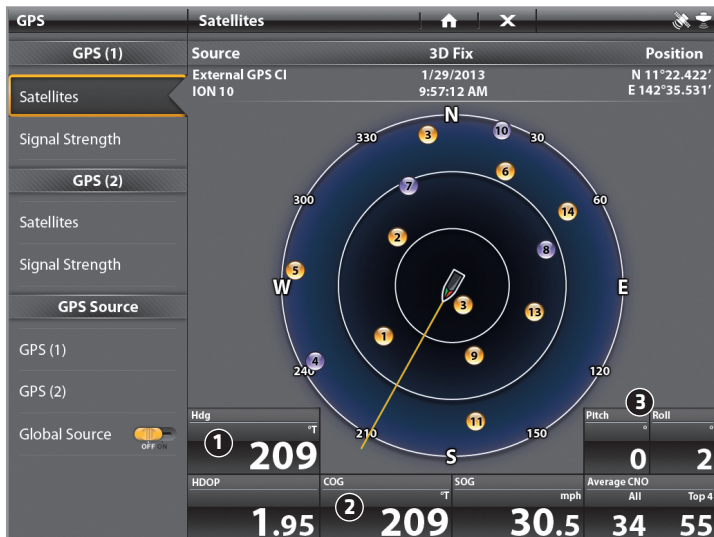 GPS
Satellites
X
GPS (1)
Satellites
Signal Strength
GPS (2)
Satellites
Signal Strength
GPS Source
GPS (1)
GPS (2)
Global Source
OFF ON
Source 3D Fix Position
External GPS CI 1/29/2013 N 11°22.422′
ION 10 9:57:12 AM E 142°35.531′
N
330
3
10
30
6
7
300
60
14
2
8
5
W
E
3
13
1
9
4
240
120
11
210
150
S
Hdg
°T
1
209
Pitch
°
0
3
Roll
°
2
HDOP
1.95
COG
°T
2
209
SOG
mph
30.5
Average CNO
All Top 4
34 55